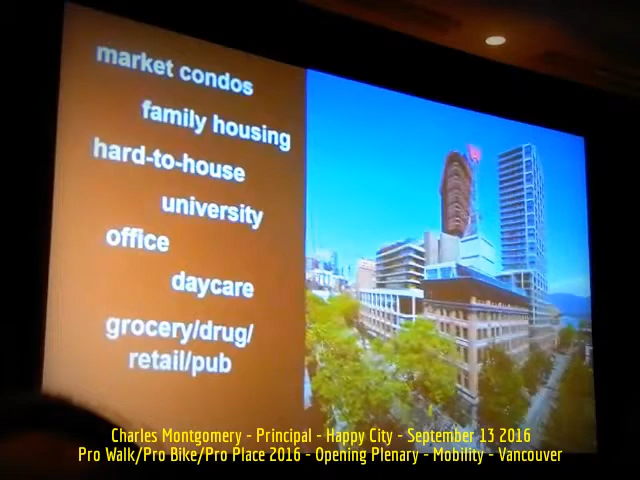 market condos
family housing
hard-to-house
university
office
daycare
grocery/drug/
retail/pub
Charles Montgomery - Principal - Happy City - September 13 2016
Pro Walk/Pro Bike/Pro Place 2016 - Opening Plenary - Mobility - Vancouver